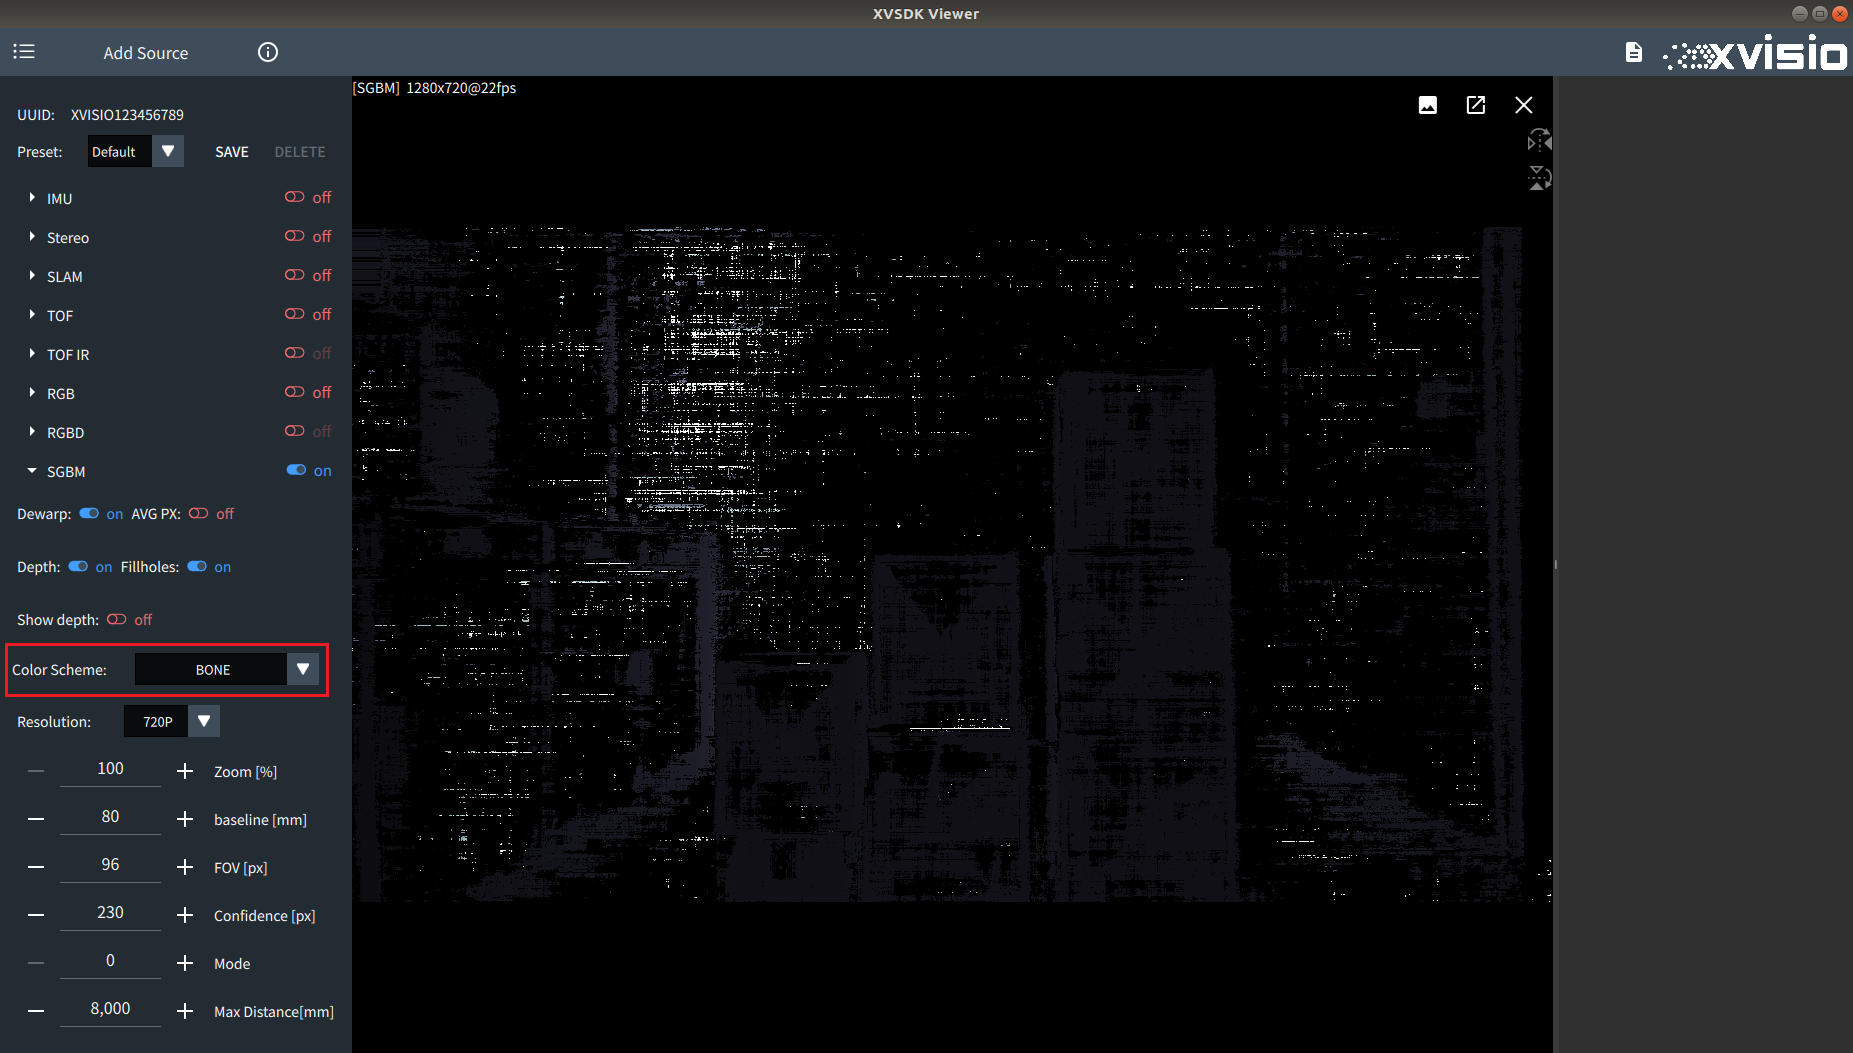 XVSDK Viewer
Add Source
xvisio
UUID: XVISIO123456789
Preset: Default SAVE DELETE
IMU off
Stereo off
SLAM off
TOF off
TOF IR off
RGB off
RGBD off
SGBM on
Dewarp: on AVG PX: off
Depth: on Fillholes: on
Show depth: off
Color Scheme: BONE
Resolution: 720P
100 Zoom [%]
80 baseline [mm]
96 FOV [px]
230 Confidence [px]
0 Mode
8,000 Max Distance[mm]
[SGBM] 1280x720@22fps